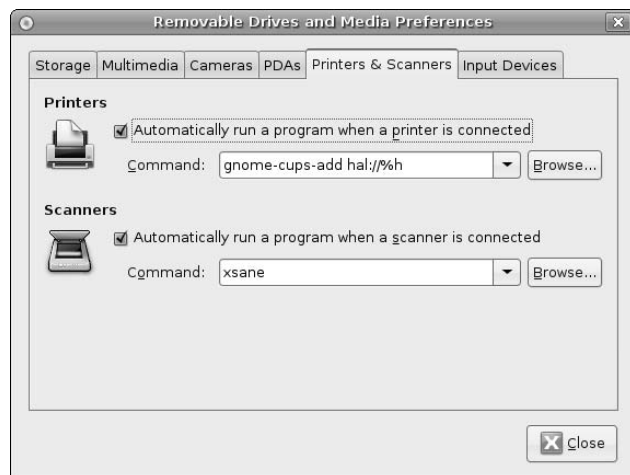 Removable Drives and Media Preferences
Storage Multimedia Cameras PDAs Printers & Scanners Input Devices
Printers
Automatically run a program when a printer is connected
Command: gnome-cups-add hal://%h Browse...
Scanners
Automatically run a program when a scanner is connected
Command: xsane Browse...
Close